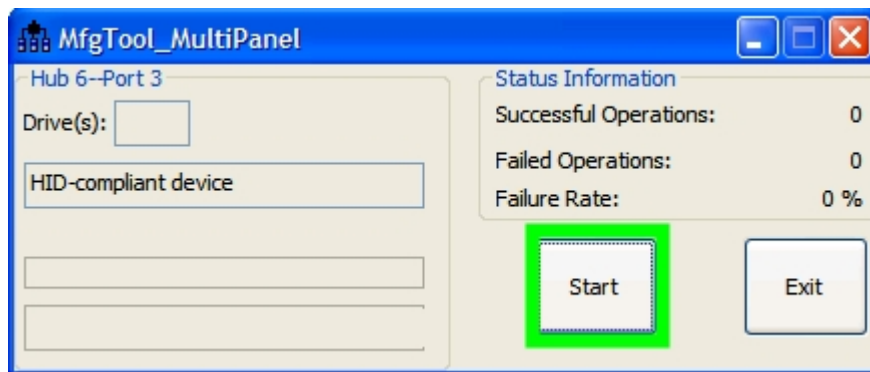 MfgTool_MultiPanel
Hub 6--Port 3
Drive(s):
HID-compliant device
Status Information
Successful Operations: 0
Failed Operations: 0
Failure Rate: 0 %
Start
Exit